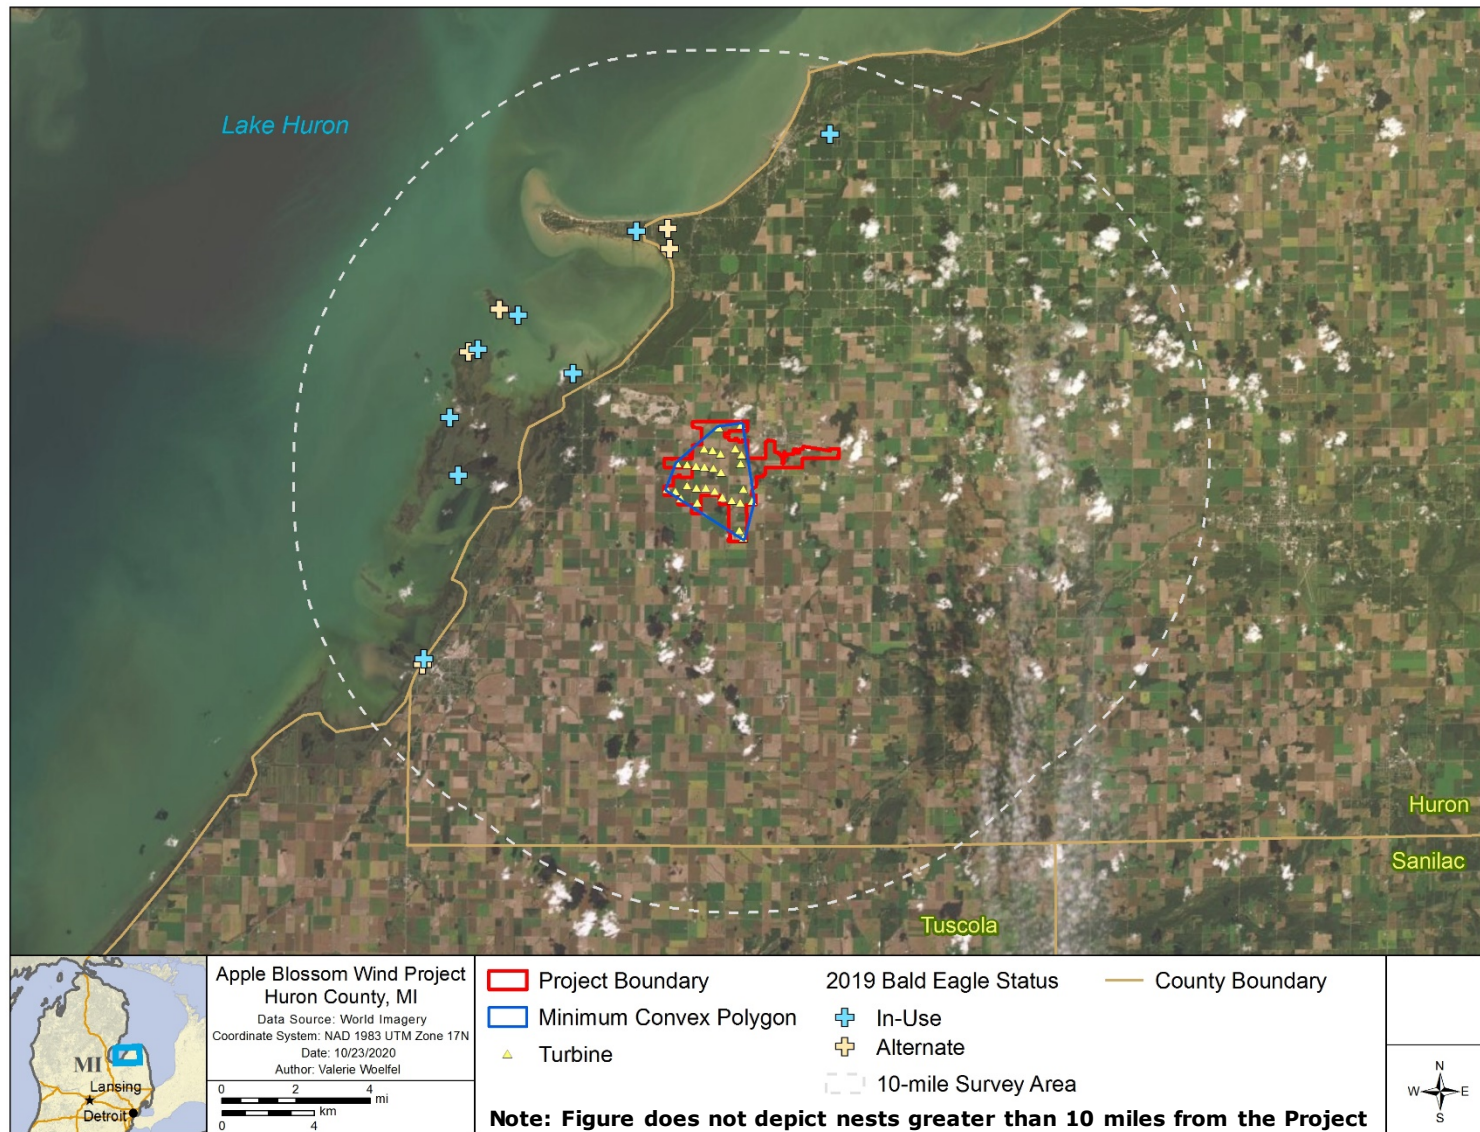 Lake Huron
Huron
Sanilac
Tuscola
MI
Lansing
Detroit
Apple Blossom Wind Project
Huron County, MI
Data Source: World Imagery
Coordinate System: NAD 1983 UTM Zone 17N
Date: 10/23/2020
Author: Valerie Woelfel
0 2 4
mi
km
0 4
Project Boundary
Minimum Convex Polygon
Turbine
2019 Bald Eagle Status
In-Use
Alternate
10-mile Survey Area
County Boundary
Note: Figure does not depict nests greater than 10 miles from the Project
N
W E
S